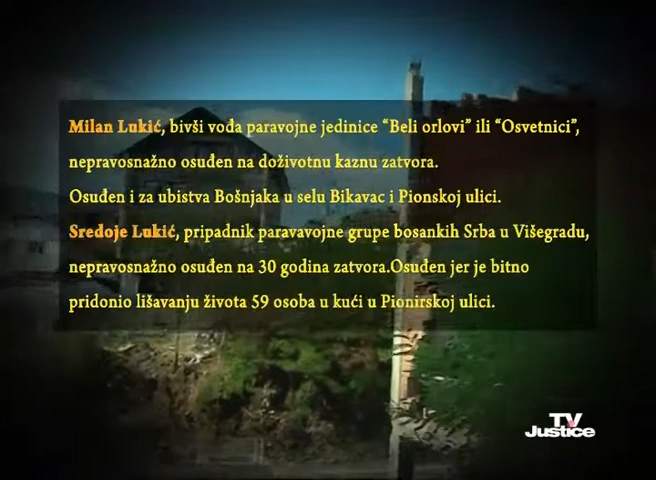 Milan Lukić, bivši vođa paravojne jedinice “Beli orlovi” ili “Osvetnici”,
nepravosnažno osuđen na doživotnu kaznu zatvora.
Osuđen i za ubistva Bošnjaka u selu Bikavac i Pionskoj ulici.
Sredoje Lukić, pripadnik paravavojne grupe bosankih Srba u Višegradu,
nepravosnažno osuđen na 30 godina zatvora.Osuđen jer je bitno
pridonio lišavanju života 59 osoba u kući u Pionirskoj ulici.
TV
Justice